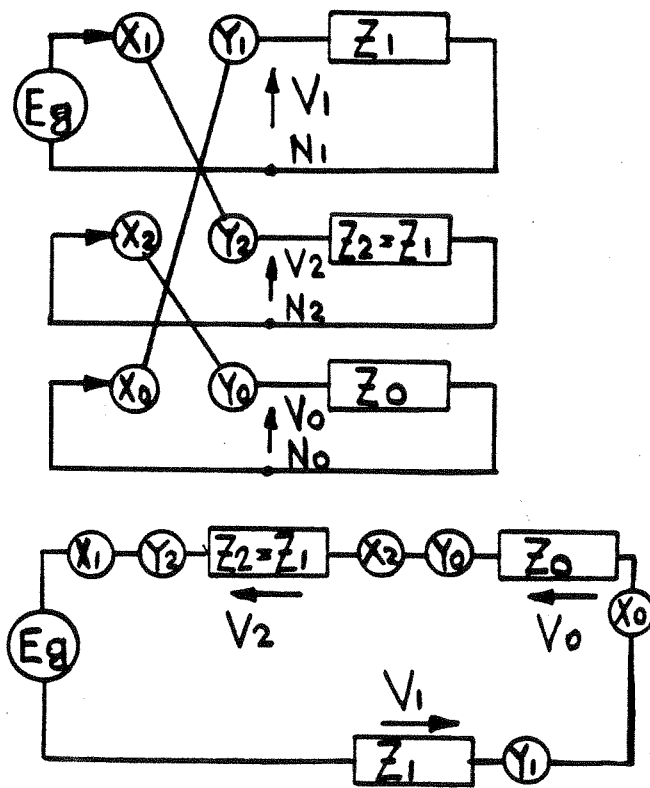 X1 Y1 Z1
Eg
V1
N1
X2 Y2 Z2=Z1
V2
N2
X0 Y0 Z0
V0
N0
X1 Y2 Z2=Z1 X2 Y0 Z0
X0
V2 V0
Eg
V1
Z1 Y1